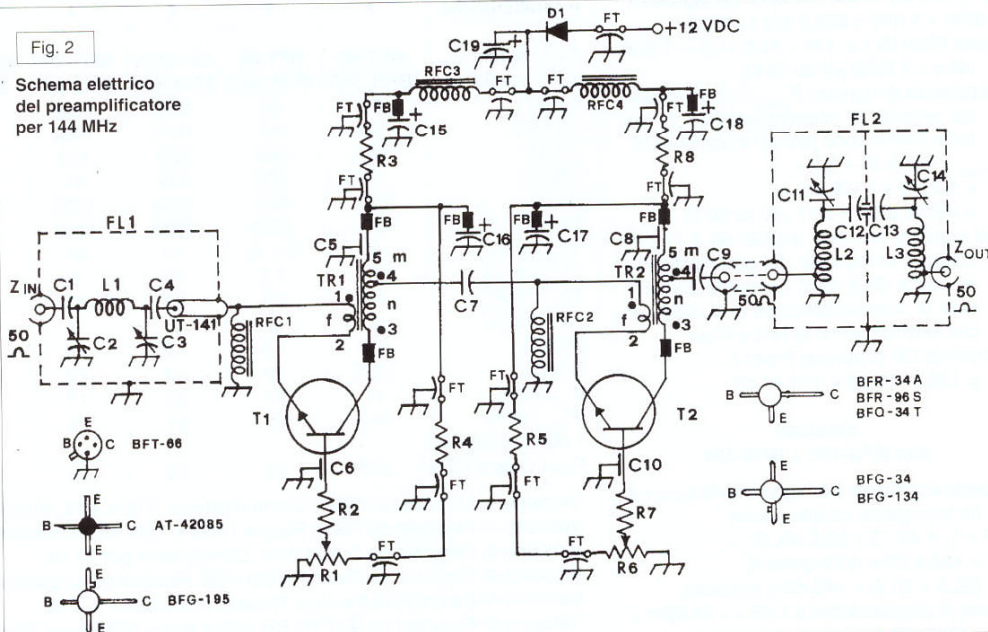 Fig. 2
Schema elettrico
del preamplificatore
per 144 MHz
D1
FT
+12 VDC
C19
+
RFC3
FT
FT
RFC4
FT
FB
+
C15
FT
FB
+
C18
R3
R8
FT
FT
FL2
C11
C14
C12
C13
L2
L3
Z OUT
50
Ω
FB
FB
+
C16
FB
+
C17
FB
C5
5 m
4
TR1
1
n
f
3
2
FB
C7
C8
5 m
4
TR2
1
n
f
3
2
FB
C9
50Ω
FL1
Z IN
50
Ω
C1
L1
C4
UT-141
C2
C3
RFC1
RFC2
T1
T2
FT
FT
R4
R5
FT
FT
C6
C10
R2
R7
R1
FT
FT
R6
B
E
C
BFT-66
E
B
C
AT-42085
E
E
B
C
BFG-195
E
B
C
E
BFR-34A
BFR-96S
BFQ-34T
E
B
C
E
BFG-34
BFG-134